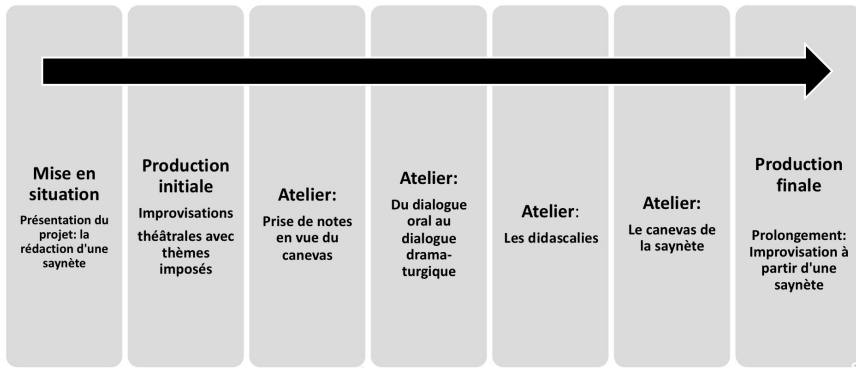 Mise en
situation
Présentation du
projet: la
rédaction d'une
saynète
Production
initiale
Improvisations
théâtrales avec
thèmes
imposés
Atelier:
Prise de notes
en vue du
canevas
Atelier:
Du dialogue
oral au
dialogue
drama-
turgique
Atelier:
Les didascalies
Atelier:
Le canevas de
la saynète
Production
finale
Prolongement:
Improvisation à
partir d'une
saynète